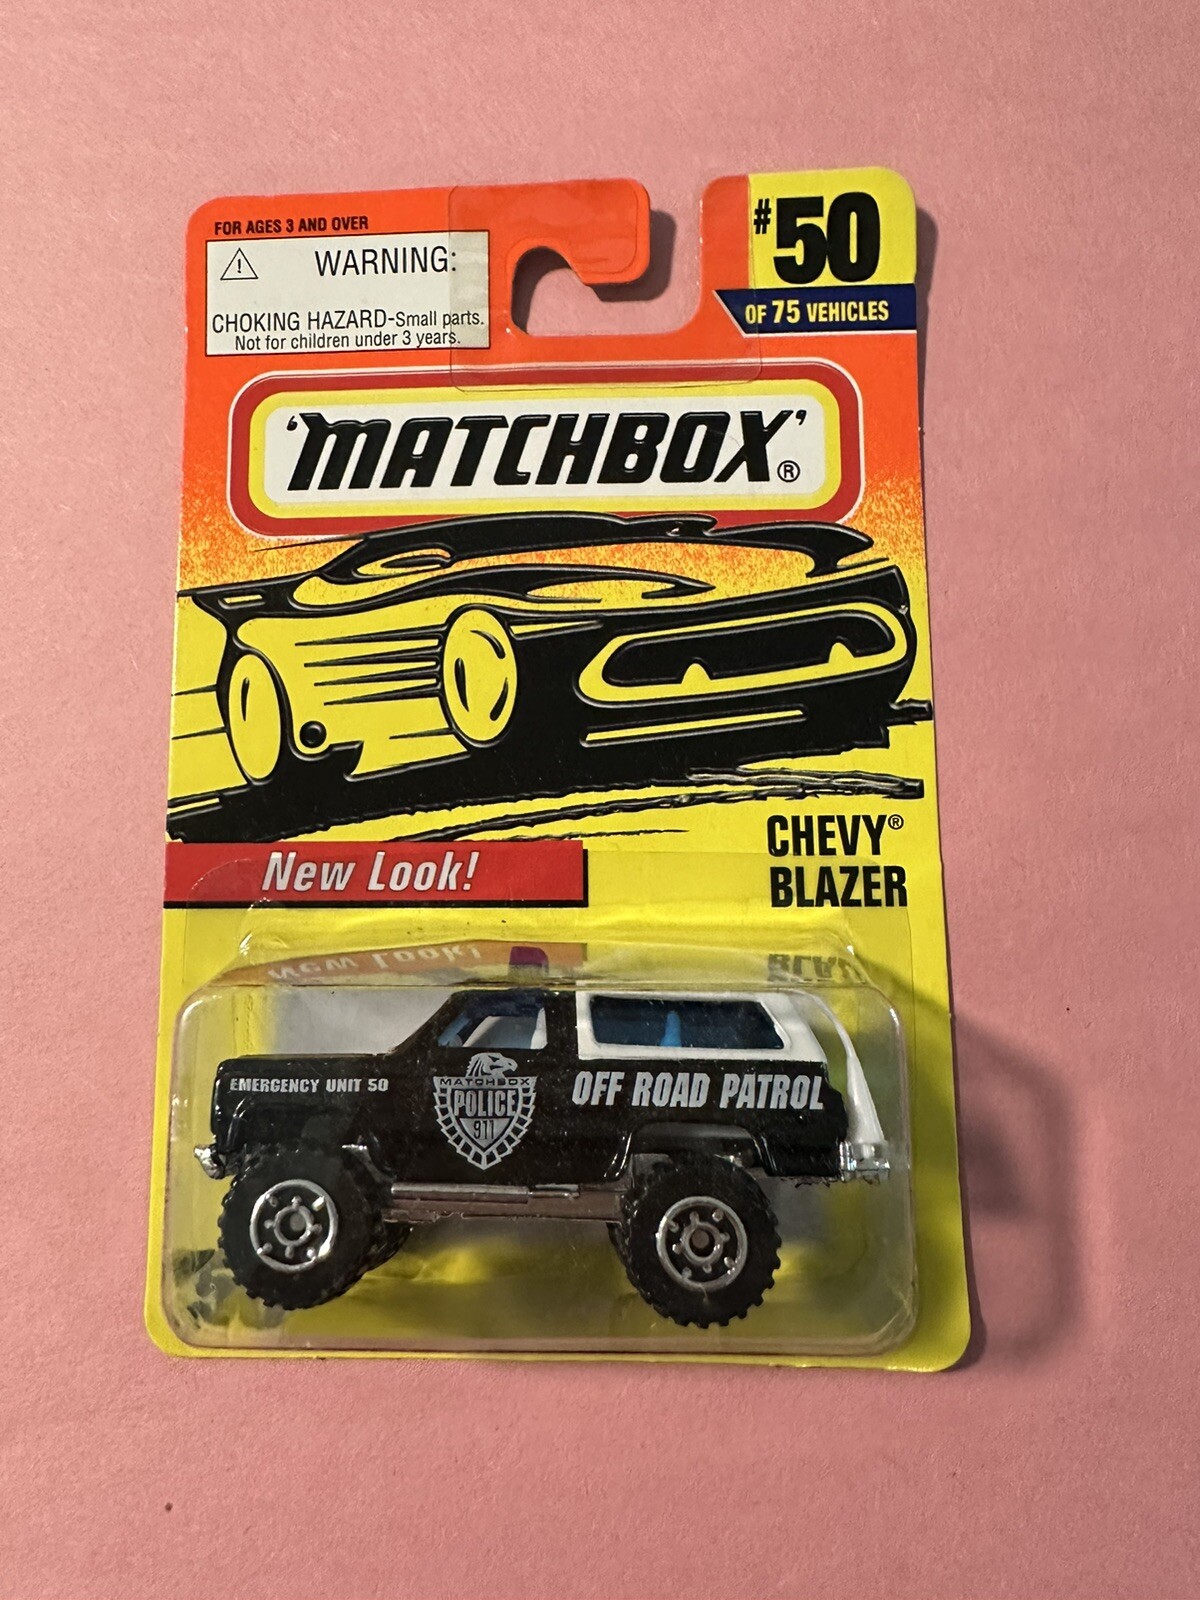 FOR AGES 3 AND OVER
WARNING:
CHOKING HAZARD-Small parts.
Not for children under 3 years.
#50
OF 75 VEHICLES
'MATCHBOX'®
New Look!
CHEVY®
BLAZER
EMERGENCY UNIT 50
MATCHBOX
POLICE
911
OFF ROAD PATROL